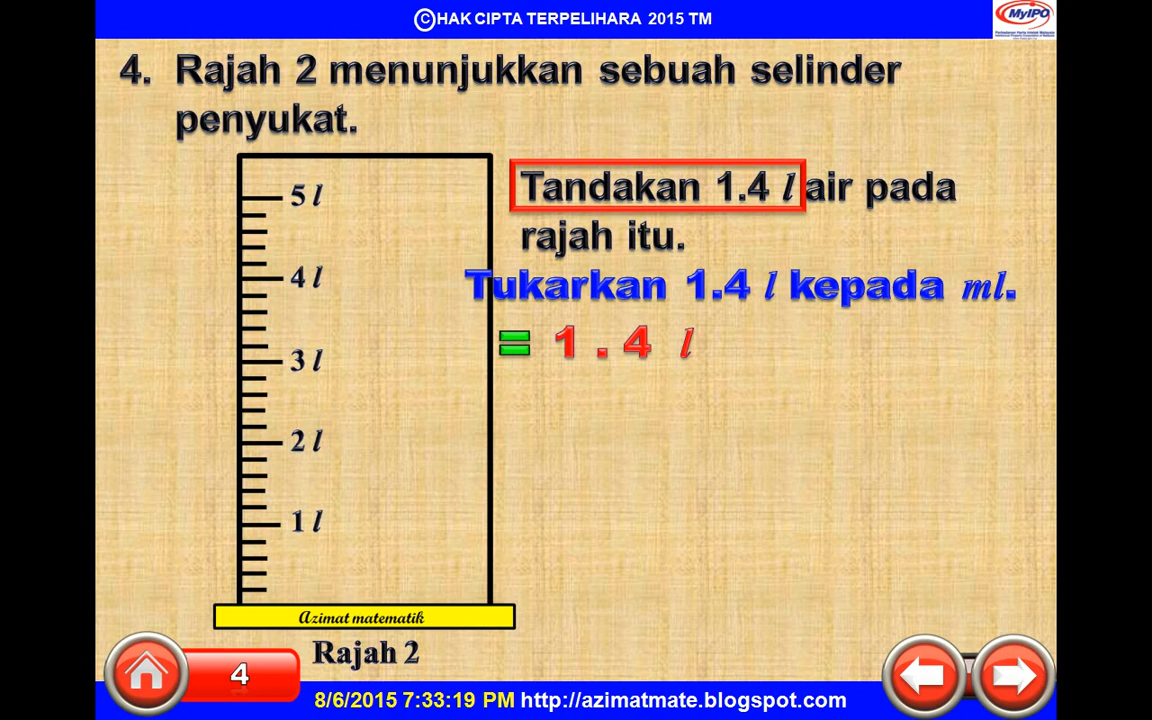 ©HAK CIPTA TERPELIHARA 2015 TM
MyIPO
4. Rajah 2 menunjukkan sebuah selinder
penyukat.
Tandakan 1.4 l air pada
rajah itu.
Tukarkan 1.4 l kepada ml.
= 1 . 4 l
5 l
4 l
3 l
2 l
1 l
Azimat matematik
Rajah 2
4
8/6/2015 7:33:19 PM http://azimatmate.blogspot.com